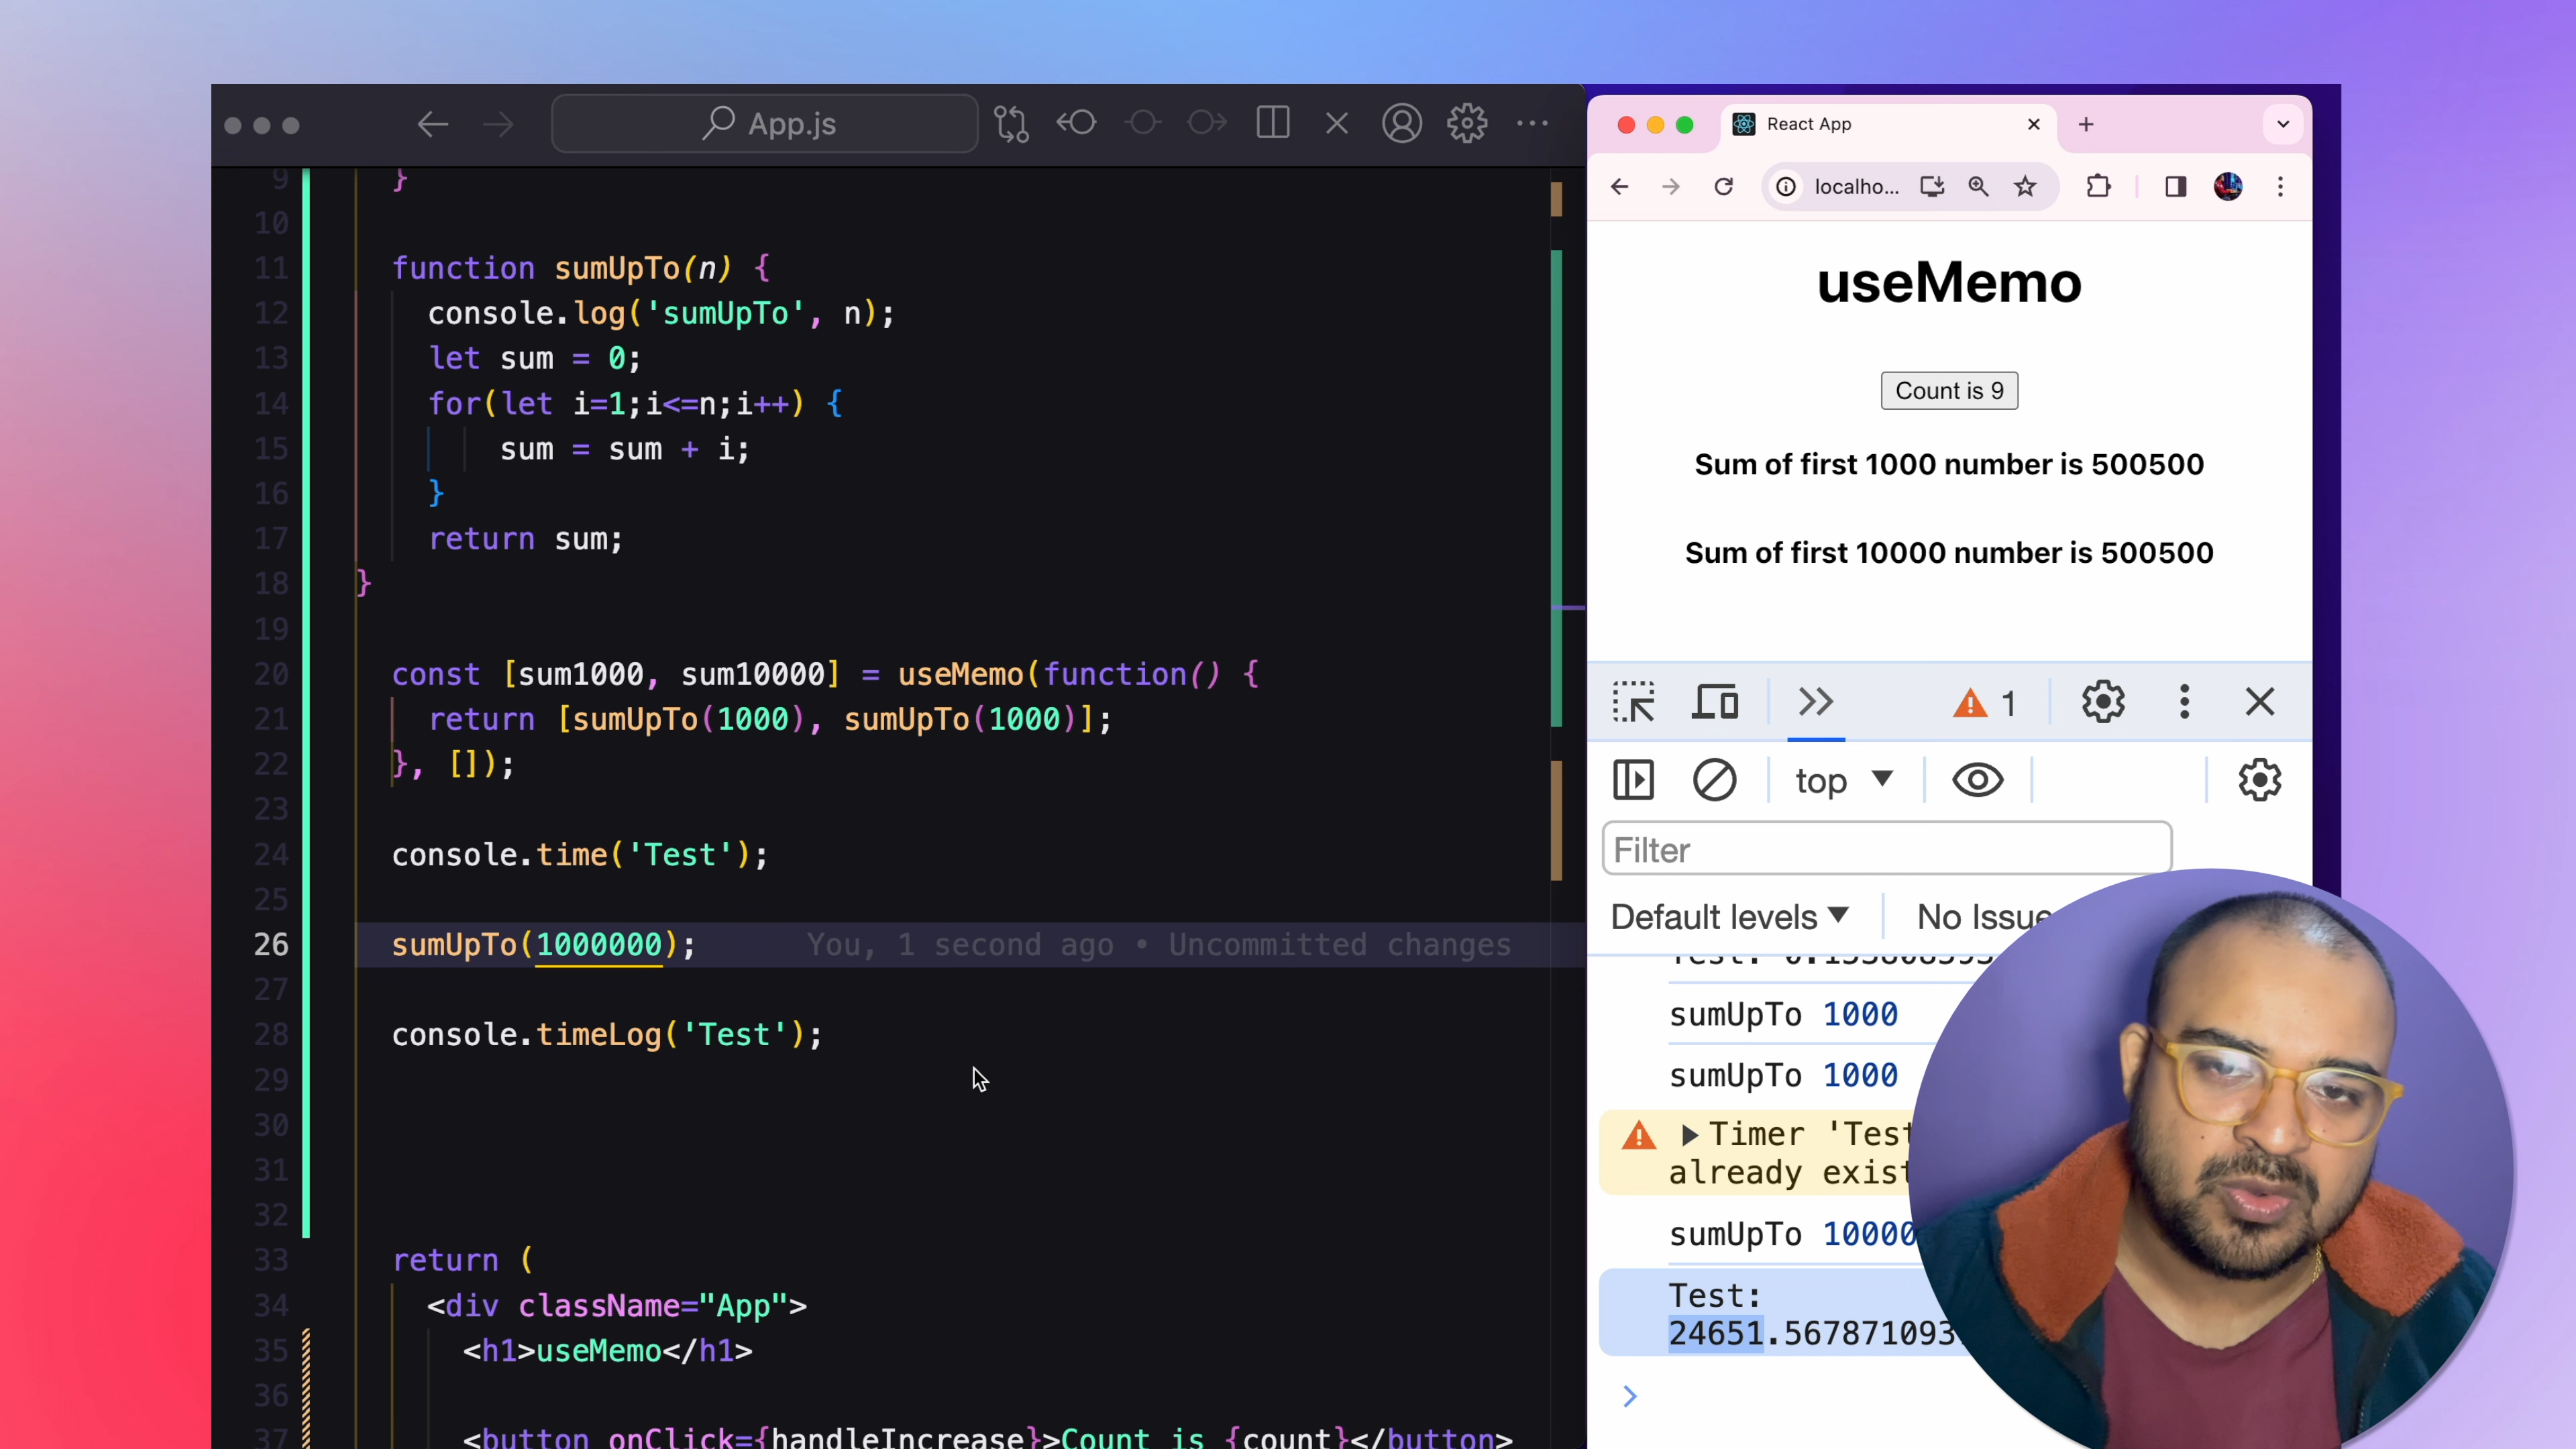 App.js
9 }
10
11 function sumUpTo(n) {
12 console.log('sumUpTo', n);
13 let sum = 0;
14 for(let i=1;i<=n;i++) {
15 sum = sum + i;
16 }
17 return sum;
18 }
19
20 const [sum1000, sum10000] = useMemo(function() {
21 return [sumUpTo(1000), sumUpTo(1000)];
22 }, []);
23
24 console.time('Test');
25
26 sumUpTo(1000000); You, 1 second ago • Uncommitted changes
27
28 console.timeLog('Test');
29
30
31
32
33 return (
34 <div className="App">
35 <h1>useMemo</h1>
36
37 <button onClick={handleIncrease}>Count is {count}</button>
React App
localho...
useMemo
Count is 9
Sum of first 1000 number is 500500
Sum of first 10000 number is 500500
1
top
Filter
Default levels No Issue
Test:
sumUpTo 1000
sumUpTo 1000
Timer 'Test
already exist
sumUpTo 10000
Test:
24651.56787109